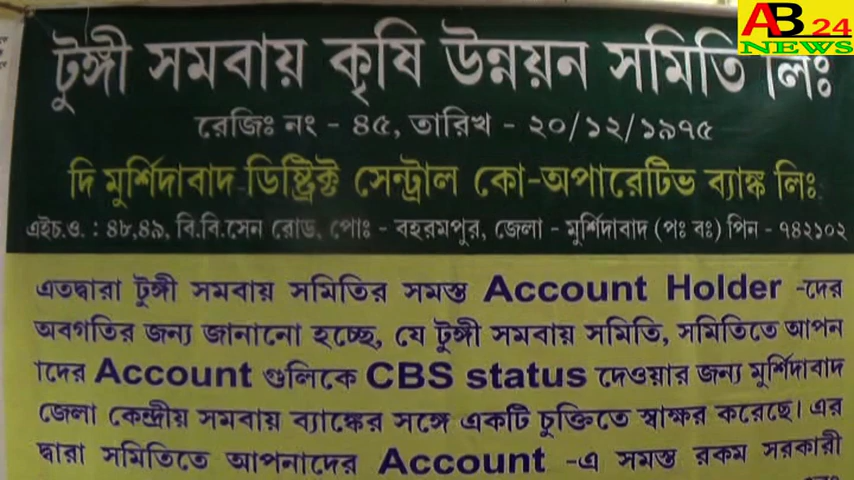 AB 24
NEWS
টুঙ্গী সমবায় কৃষি উন্নয়ন সমিতি লিঃ
রেজিঃ নং - ৪৫, তারিখ - ২০/১২/১৯৭৫
দি মুর্শিদাবাদ ডিষ্ট্রিক্ট সেন্ট্রাল কো-অপারেটিভ ব্যাঙ্ক লিঃ
এইচ.ও. : ৪৮,৪৯, বি.বি.সেন রোড, পোঃ - বহরমপুর, জেলা - মুর্শিদাবাদ (পঃ বঃ) পিন - ৭৪২১০২
এতদ্বারা টুঙ্গী সমবায় সমিতির সমস্ত Account Holder -দের
অবগতির জন্য জানানো হচ্ছে, যে টুঙ্গী সমবায় সমিতি, সমিতিতে আপন
াদের Account গুলিকে CBS status দেওয়ার জন্য মুর্শিদাবাদ
জেলা কেন্দ্রীয় সমবায় ব্যাঙ্কের সঙ্গে একটি চুক্তিতে স্বাক্ষর করেছে। এর
দ্বারা সমিতিতে আপনাদের Account -এ সমস্ত রকম সরকারী